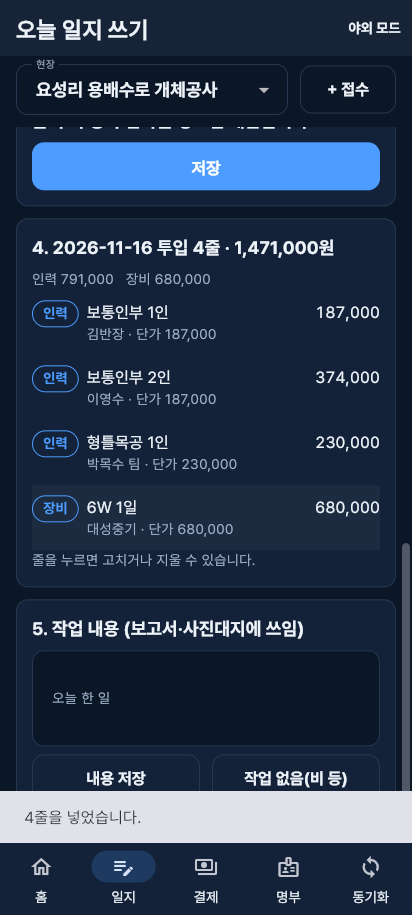 오늘 일지 쓰기
야외 모드
현장
요성리 용배수로 개체공사
+ 접수
저장
4. 2026-11-16 투입 4줄 · 1,471,000원
인력 791,000 장비 680,000
인력 보통인부 1인 187,000
김반장 · 단가 187,000
인력 보통인부 2인 374,000
이영수 · 단가 187,000
인력 형틀목공 1인 230,000
박목수 팀 · 단가 230,000
장비 6W 1일 680,000
대성중기 · 단가 680,000
줄을 누르면 고치거나 지울 수 있습니다.
5. 작업 내용 (보고서·사진대지에 쓰임)
오늘 한 일
내용 저장
작업 없음(비 등)
4줄을 넣었습니다.
홈
일지
결제
명부
동기화